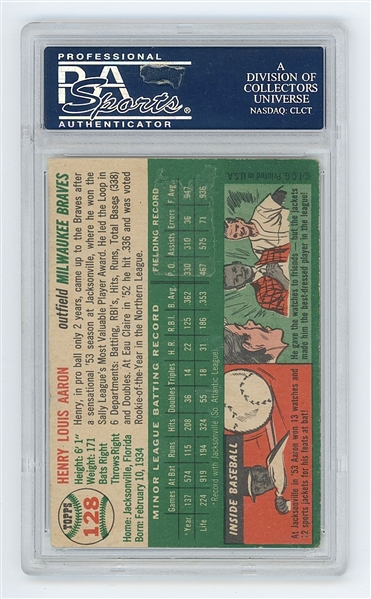 PROFESSIONAL
PSA
Sports
AUTHENTICATOR
A
DIVISION OF
COLLECTORS
UNIVERSE
NASDAQ: CLCT
TOPPS
128
HENRY LOUIS AARON
outfield MILWAUKEE BRAVES
Height: 6' 1"
Weight: 171
Bats Right
Throws Right
Home: Jacksonville, Florida
Born: February 10, 1934
Henry, in pro ball only 2 years, came up to the Braves after
a sensational '53 season at Jacksonville, where he won the
Sally League's Most Valuable Player Award. He led the Loop in
6 Departments: Batting, RBI's, Hits, Runs, Total Bases (338)
and Doubles. At Eau Claire in '52 he hit .336 and was voted
Rookie-of-the-Year in the Northern League.
MINOR LEAGUE BATTING RECORD FIELDING RECORD
Games At Bat Runs Hits Doubles Triples H.R. R.B.I. B. Avg. P.O. Assists Errors F. Avg.
Year 137 574 115 208 36 14 22 125 .362 330 310 36 .947
Life 224 919 194 324 35 18 31 186 .353 467 575 71 .936
Record with Jacksonville (So. Atlantic League)
INSIDE BASEBALL
At Jacksonville in '53 Aaron won 13 watches and
12 sports jackets for his feats at bat!
He gave the watches to friends — but the jackets
made him the best-dressed player in the league!
© T.C.G. Printed in U.S.A.